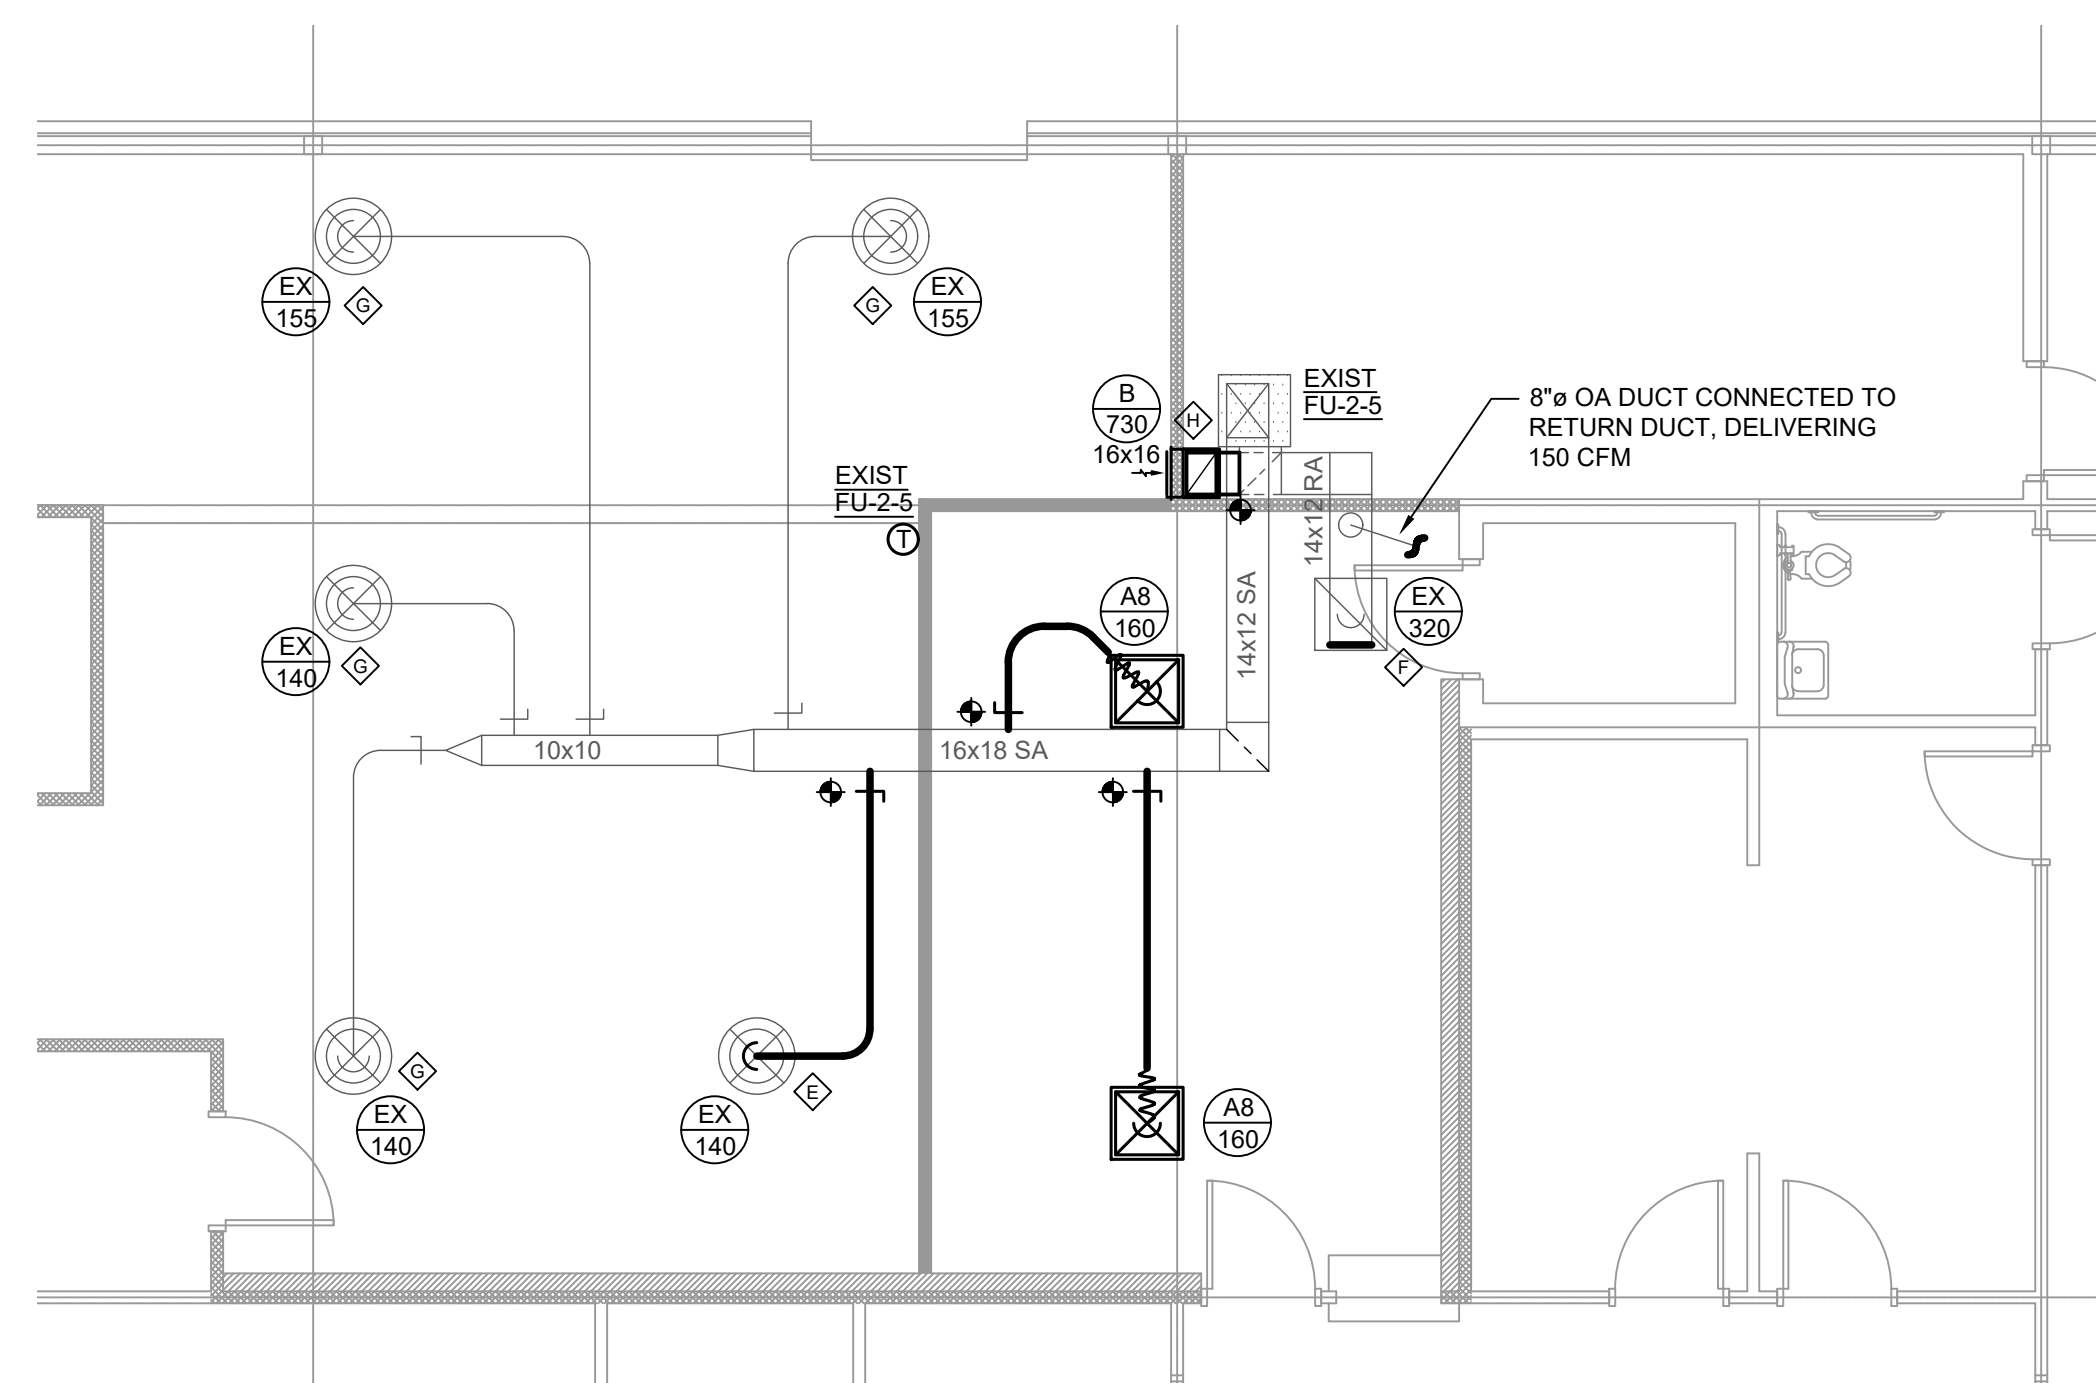 EX
155
G
G
EX
155
B
730
H
16x16
EXIST
FU-2-5
8"ø OA DUCT CONNECTED TO
RETURN DUCT, DELIVERING
150 CFM
EXIST
FU-2-5
T
14x12 RA
14x12 SA
A8
160
EX
320
F
EX
140
G
10x10
16x18 SA
EX
140
G
EX
140
E
A8
160